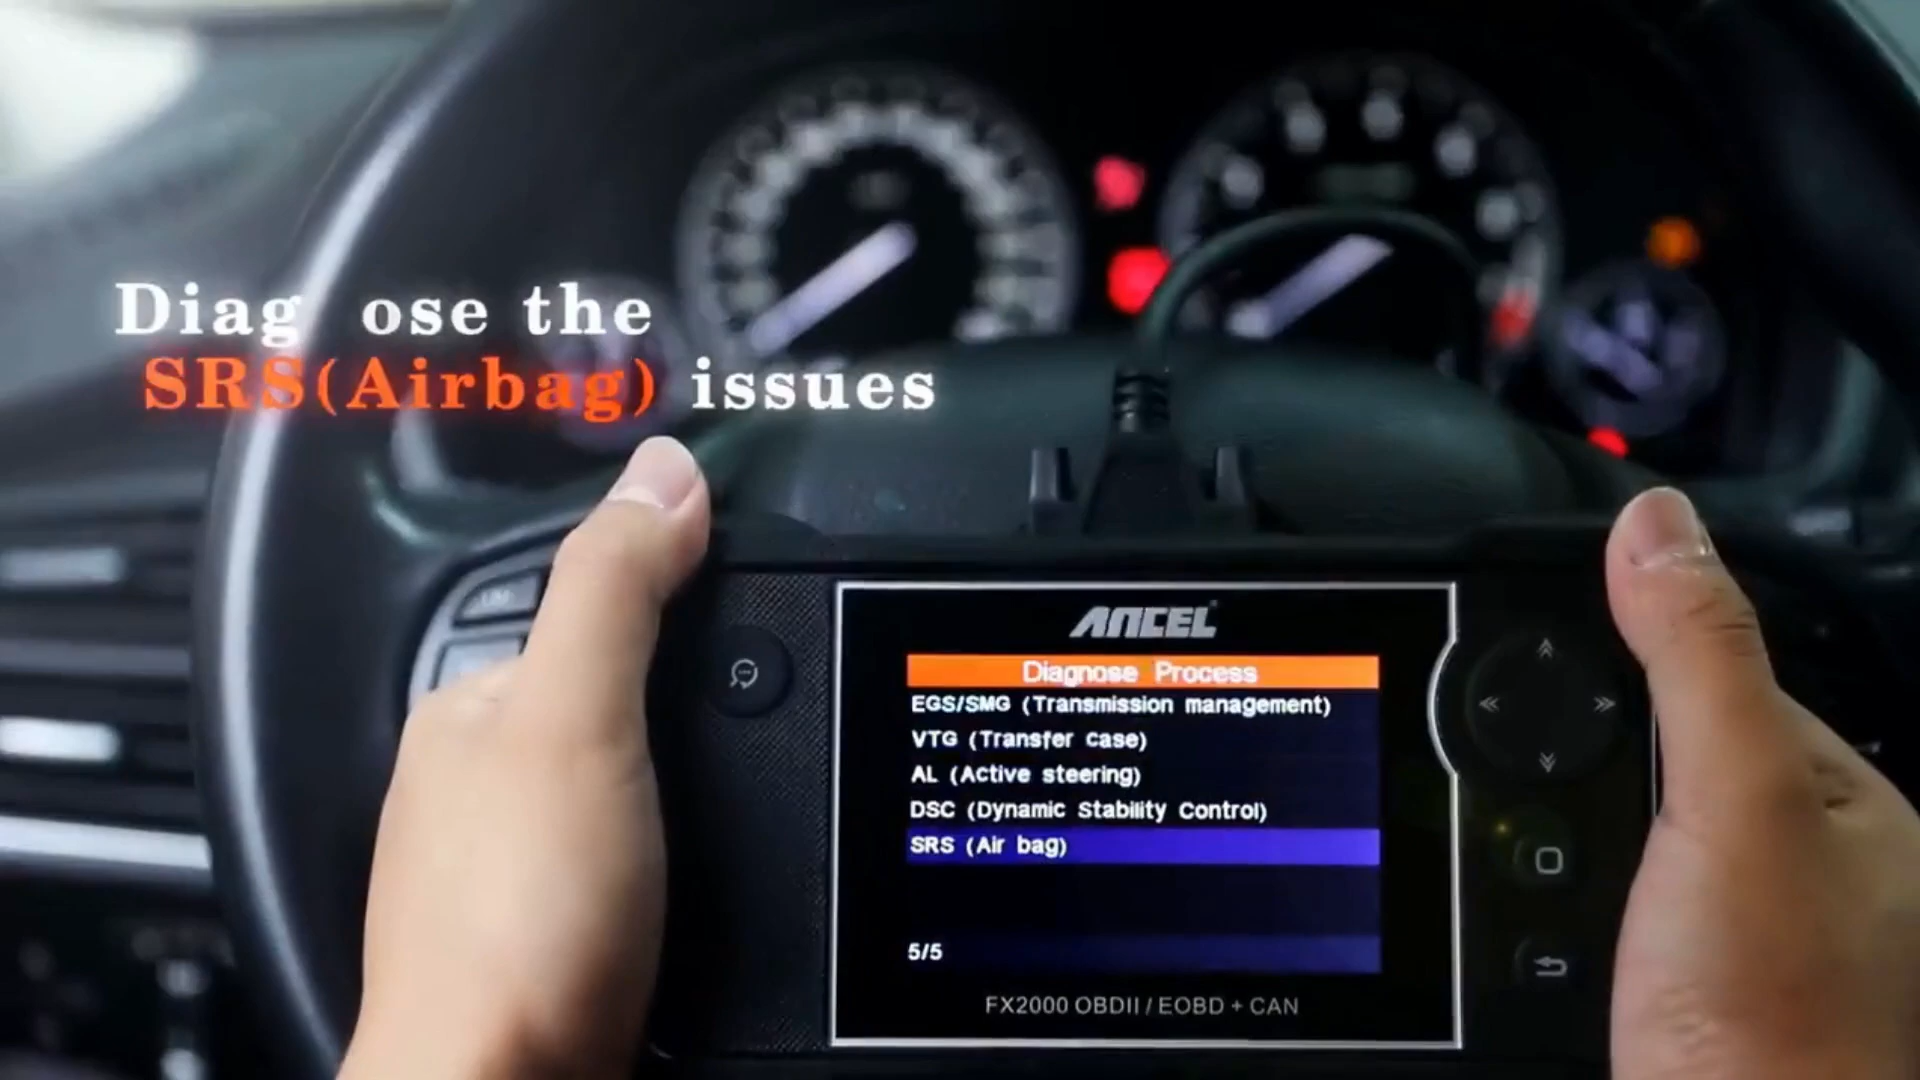 Diag ose the
SRS(Airbag) issues
ANCEL
Diagnose Process
EGS/SMG (Transmission management)
VTG (Transfer case)
AL (Active steering)
DSC (Dynamic Stability Control)
SRS (Air bag)
5/5
FX2000 OBDII / EOBD + CAN